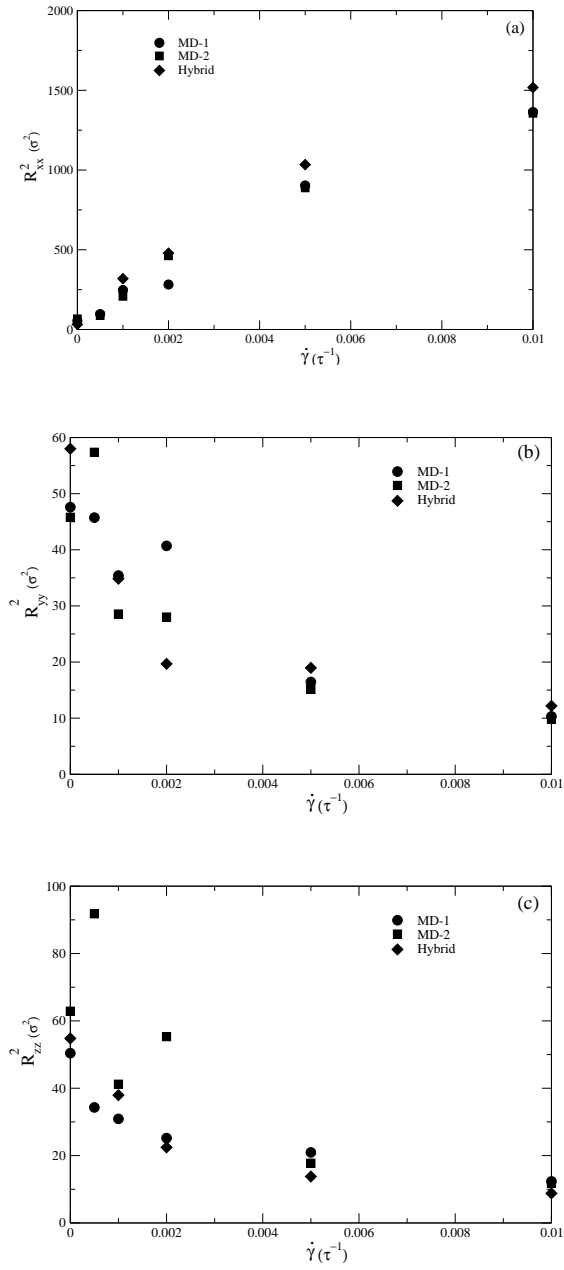 (a)
MD-1
MD-2
Hybrid
2000
1500
1000
500
0
R²xx (σ²)
0 0.002 0.004 0.006 0.008 0.01
γ̇ (τ⁻¹)
(b)
MD-1
MD-2
Hybrid
60
50
40
30
20
10
0
R²yy (σ²)
0 0.002 0.004 0.006 0.008 0.01
γ̇ (τ⁻¹)
(c)
MD-1
MD-2
Hybrid
100
80
60
40
20
0
R²zz (σ²)
0 0.002 0.004 0.006 0.008 0.01
γ̇ (τ⁻¹)